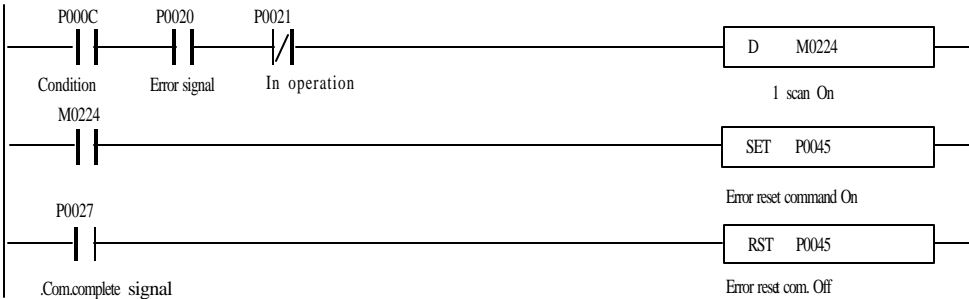 P000C P0020 P0021
D M0224
Condition Error signal In operation
1 scan On
M0224
SET P0045
Error reset command On
P0027
RST P0045
.Com.complete signal
Error reset com. Off